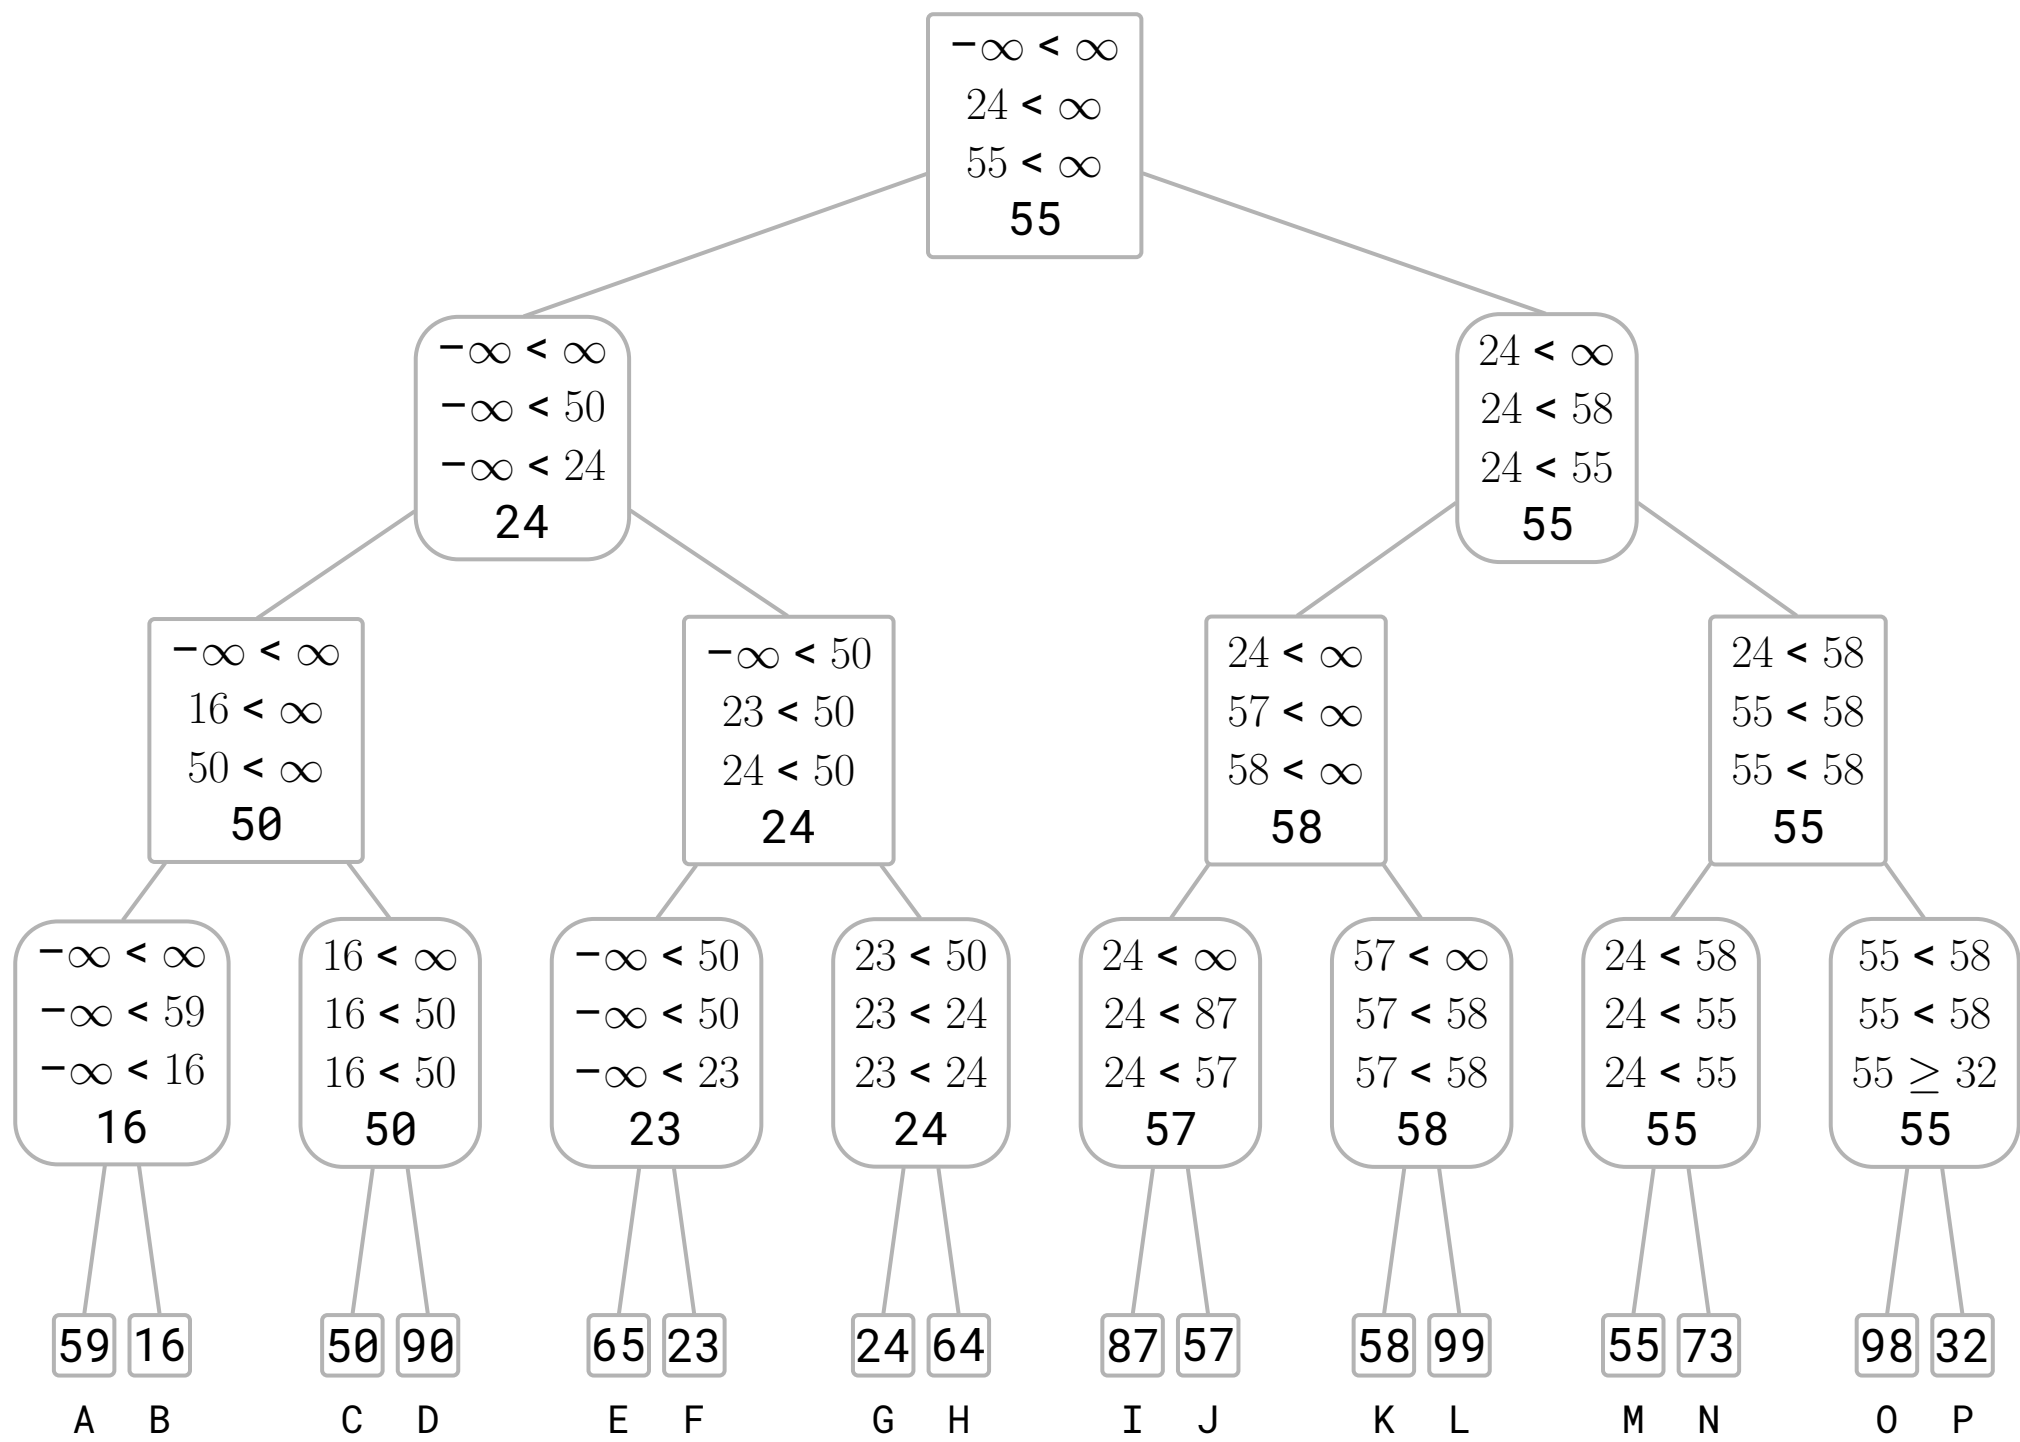 −∞ < ∞
24 < ∞
55 < ∞
55
−∞ < ∞
−∞ < 50
−∞ < 24
24
24 < ∞
24 < 58
24 < 55
55
−∞ < ∞
16 < ∞
50 < ∞
50
−∞ < 50
23 < 50
24 < 50
24
24 < ∞
57 < ∞
58 < ∞
58
24 < 58
55 < 58
55 < 58
55
−∞ < ∞
−∞ < 59
−∞ < 16
16
16 < ∞
16 < 50
16 < 50
50
−∞ < 50
−∞ < 50
−∞ < 23
23
23 < 50
23 < 24
23 < 24
24
24 < ∞
24 < 87
24 < 57
57
57 < ∞
57 < 58
57 < 58
58
24 < 58
24 < 55
24 < 55
55
55 < 58
55 < 58
55 ≥ 32
55
59 16 50 90 65 23 24 64 87 57 58 99 55 73 98 32
A B C D E F G H I J K L M N O P